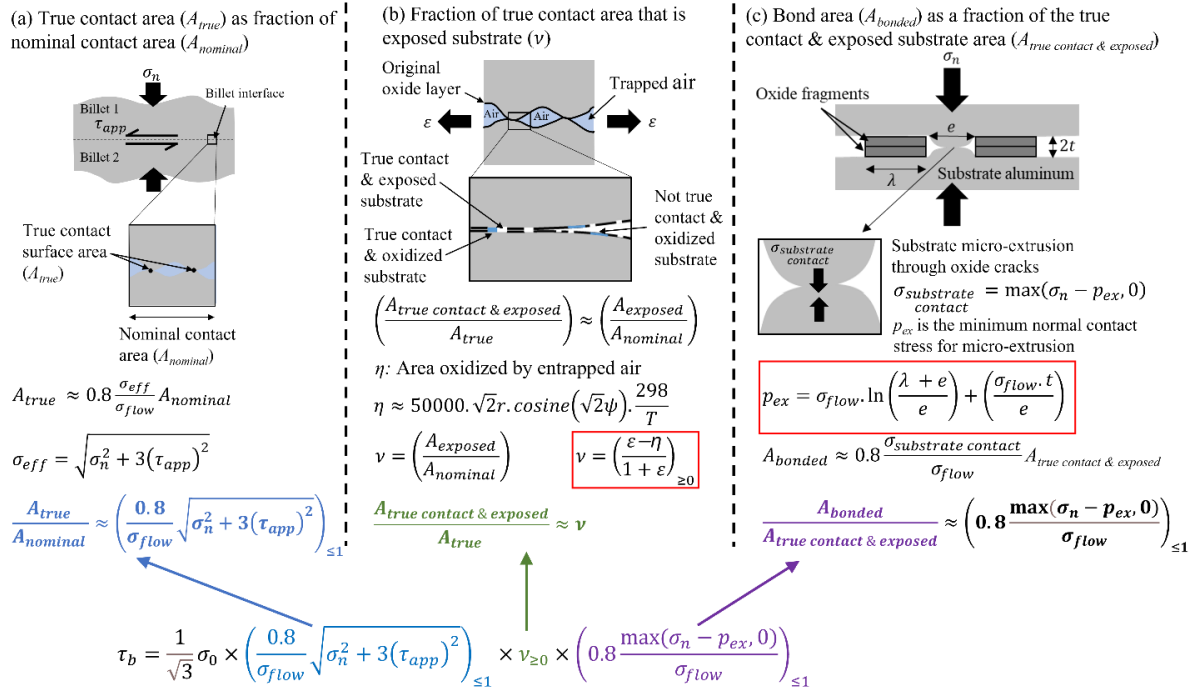 (a) True contact area (A_true) as fraction of
nominal contact area (A_nominal)
σ_n
Billet 1
Billet interface
τ_app
Billet 2
True contact
surface area
(A_true)
Nominal contact
area (A_nominal)
A_true ≈ 0.8 σ_eff/σ_flow A_nominal
σ_eff = √(σ_n² + 3(τ_app)²)
A_true/A_nominal ≈ (0.8/σ_flow √(σ_n² + 3(τ_app)²))_≤1
(b) Fraction of true contact area that is
exposed substrate (ν)
Original
oxide layer
Trapped air
Air
Air
ε
ε
True contact
& exposed
substrate
True contact
& oxidized
substrate
Not true
contact &
oxidized
substrate
(A_true contact & exposed/A_true) ≈ (A_exposed/A_nominal)
η: Area oxidized by entrapped air
η ≈ 50000.√2r.cosine(√2ψ).298/T
ν = (A_exposed/A_nominal)
ν = (ε−η/1 + ε)_≥0
A_true contact & exposed/A_true ≈ ν
(c) Bond area (A_bonded) as a fraction of the true
contact & exposed substrate area (A_true contact & exposed)
σ_n
Oxide fragments
e
2t
λ
Substrate aluminum
σ_substrate contact
Substrate micro-extrusion
through oxide cracks
σ_substrate contact = max(σ_n − p_ex, 0)
p_ex is the minimum normal contact
stress for micro-extrusion
p_ex = σ_flow.ln(λ + e/e) + (σ_flow.t/e)
A_bonded ≈ 0.8 σ_substrate contact/σ_flow A_true contact & exposed
A_bonded/A_true contact & exposed ≈ (0.8 max(σ_n − p_ex, 0)/σ_flow)_≤1
τ_b = 1/√3 σ_0 × (0.8/σ_flow √(σ_n² + 3(τ_app)²))_≤1 × ν_≥0 × (0.8 max(σ_n − p_ex, 0)/σ_flow)_≤1